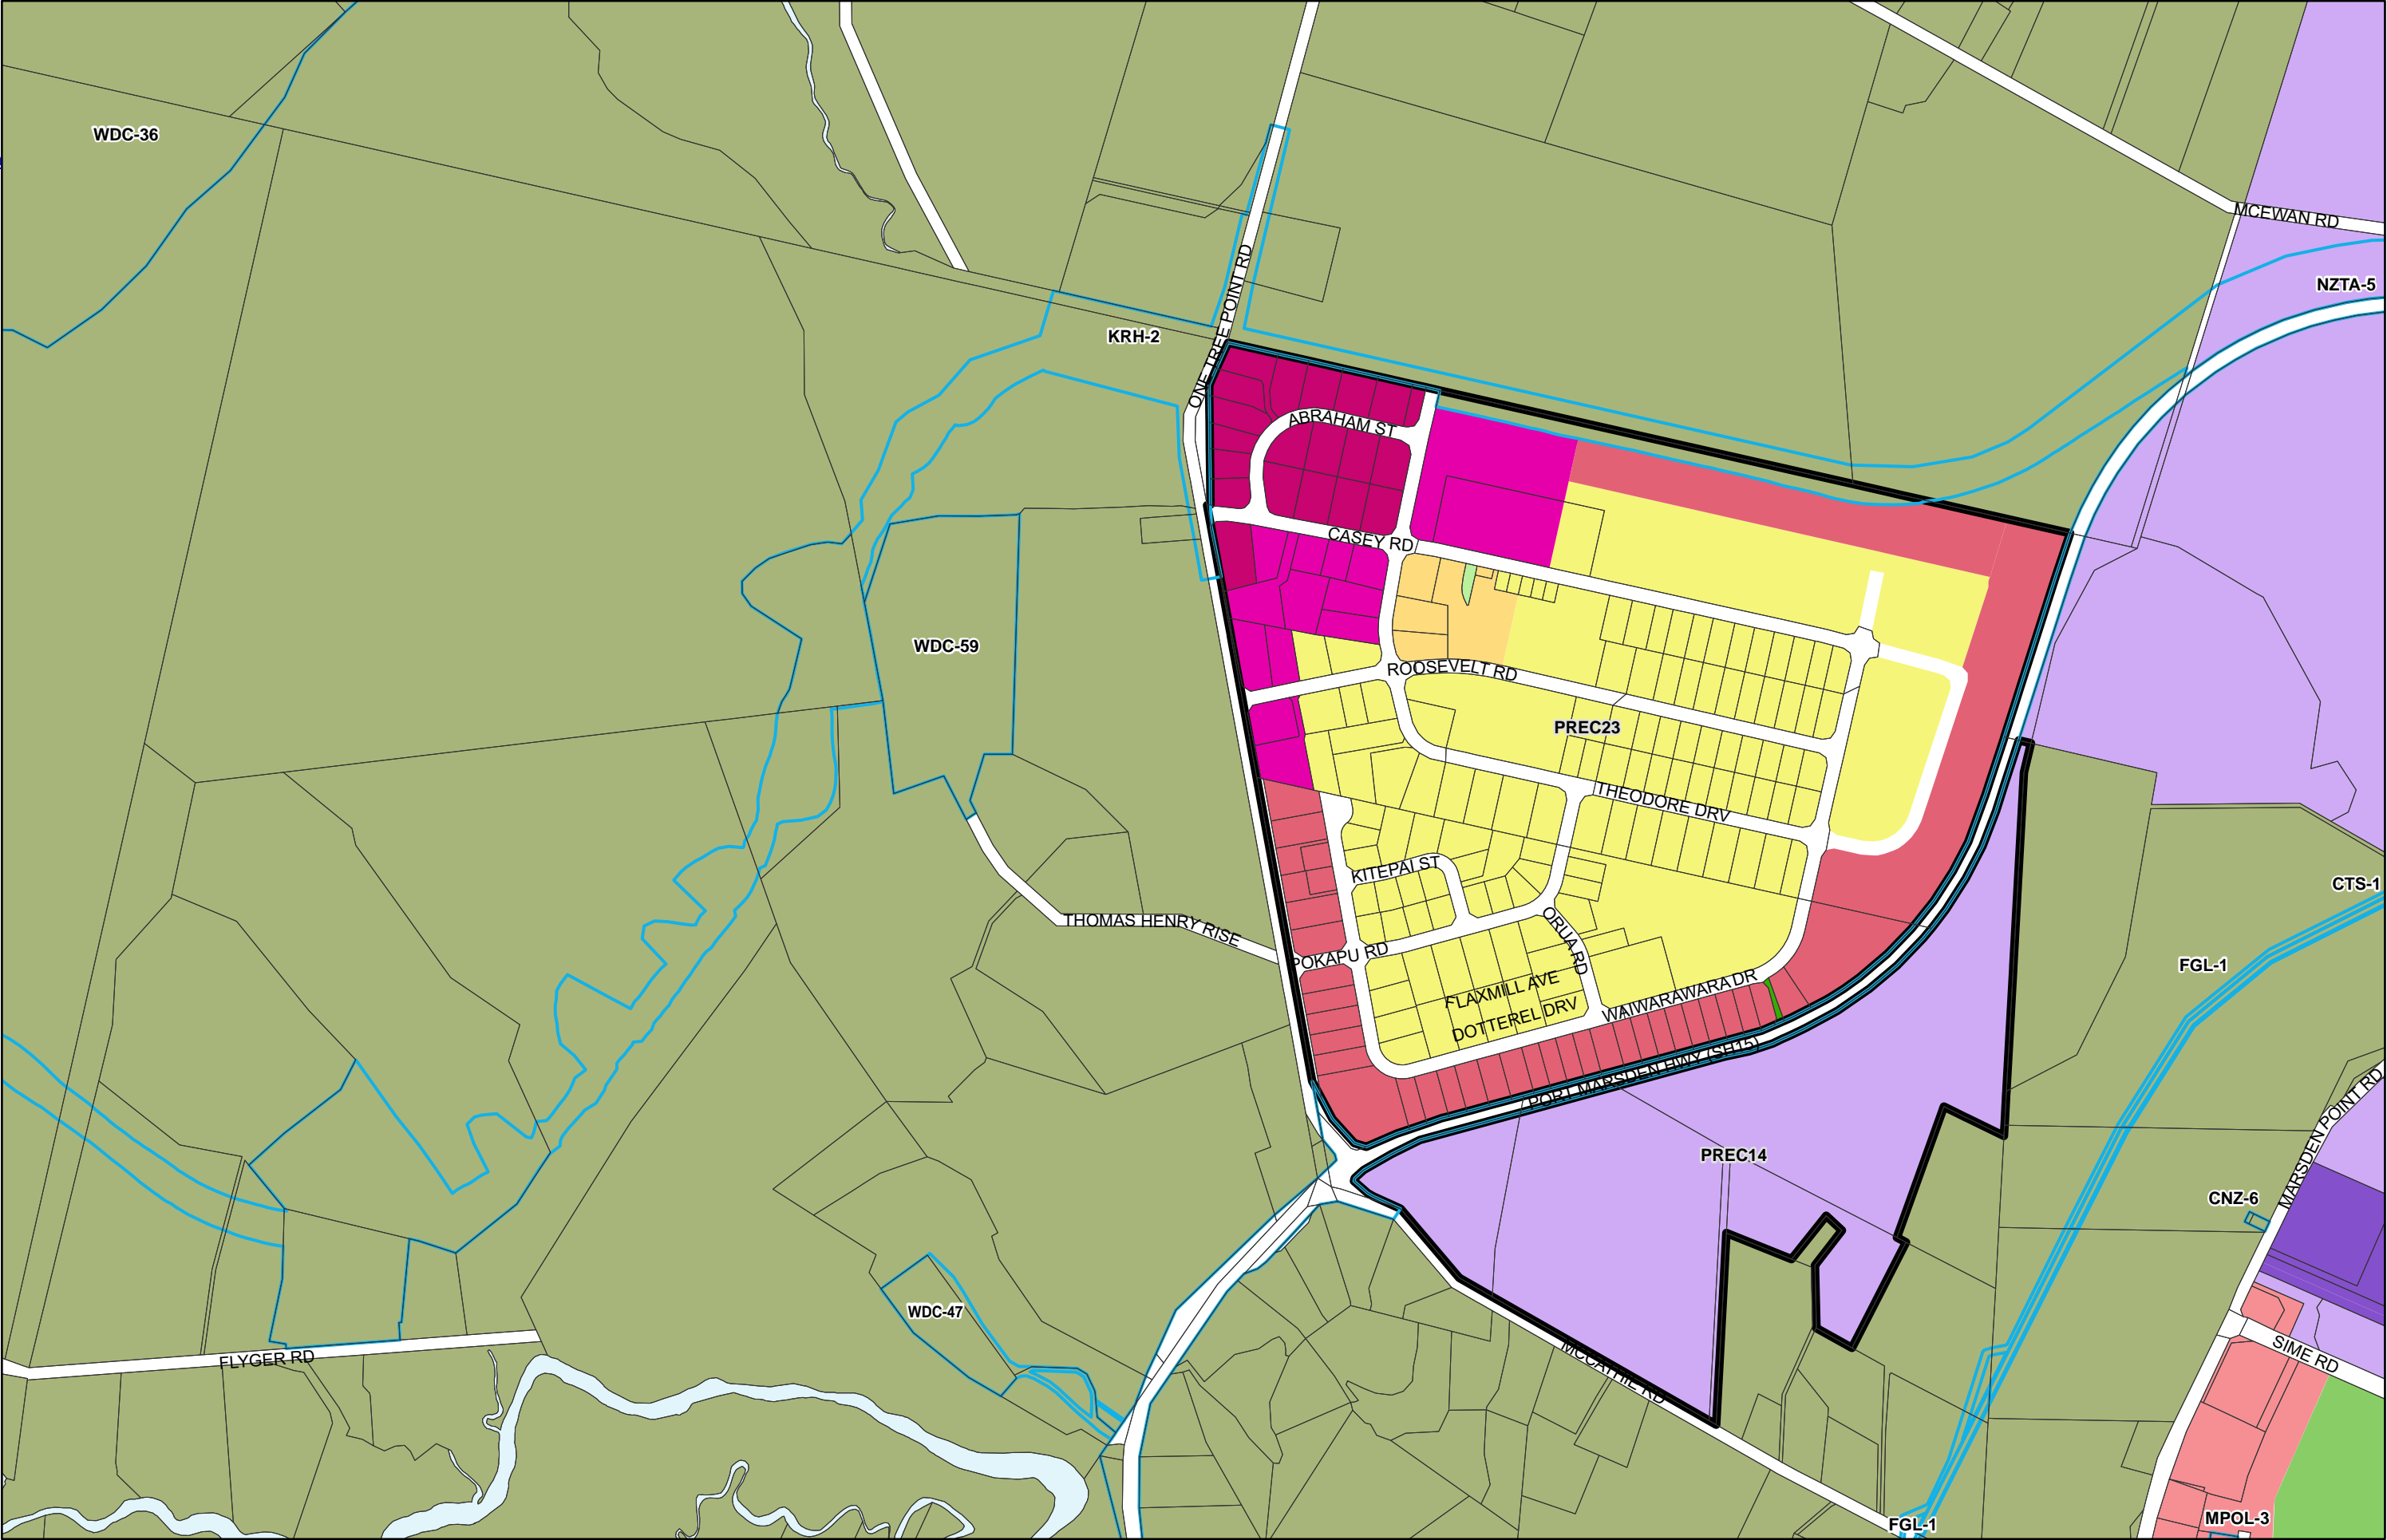 WDC-36
MCEWAN RD
NZTA-5
ONE TREE POINT RD
KRH-2
ABRAHAM ST
CASEY RD
WDC-59
ROOSEVELT RD
PREC23
THEODORE DRV
KITEPAI ST
CTS-1
THOMAS HENRY RISE
ORUA RD
POKAPU RD
FGL-1
FLAXMILL AVE
WAIWARAWARA DR
DOTTEREL DRV
PORT MARSDEN HWY (SH15)
MARSDEN POINT RD
PREC14
CNZ-6
WDC-47
FLYGER RD
SIME RD
MCCATHIE RD
MPOL-3
FGL-1